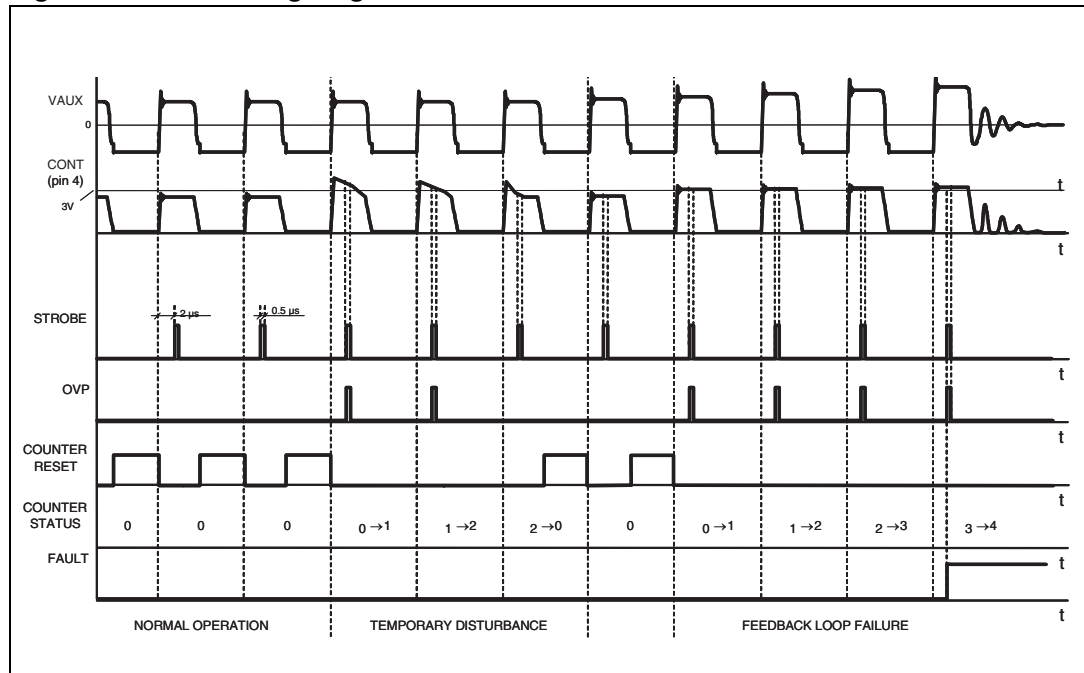 VAUX
0
CONT
(pin 4)
t
3V
t
2 µs
0.5 µs
STROBE
t
OVP
t
COUNTER
RESET
t
COUNTER
STATUS
0 0 0 0→1 1→2 2→0 0 0→1 1→2 2→3 3→4
FAULT
t
t
NORMAL OPERATION TEMPORARY DISTURBANCE FEEDBACK LOOP FAILURE